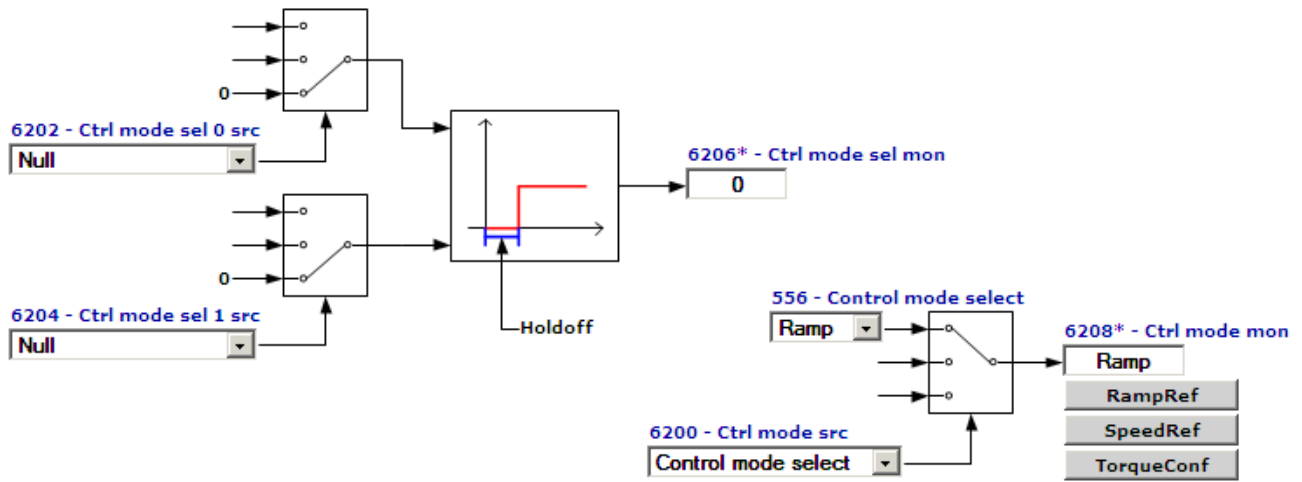 0
6202 - Ctrl mode sel 0 src
Null
6206* - Ctrl mode sel mon
0
0
6204 - Ctrl mode sel 1 src
Null
Holdoff
556 - Control mode select
Ramp
6208* - Ctrl mode mon
Ramp
RampRef
SpeedRef
TorqueConf
6200 - Ctrl mode src
Control mode select